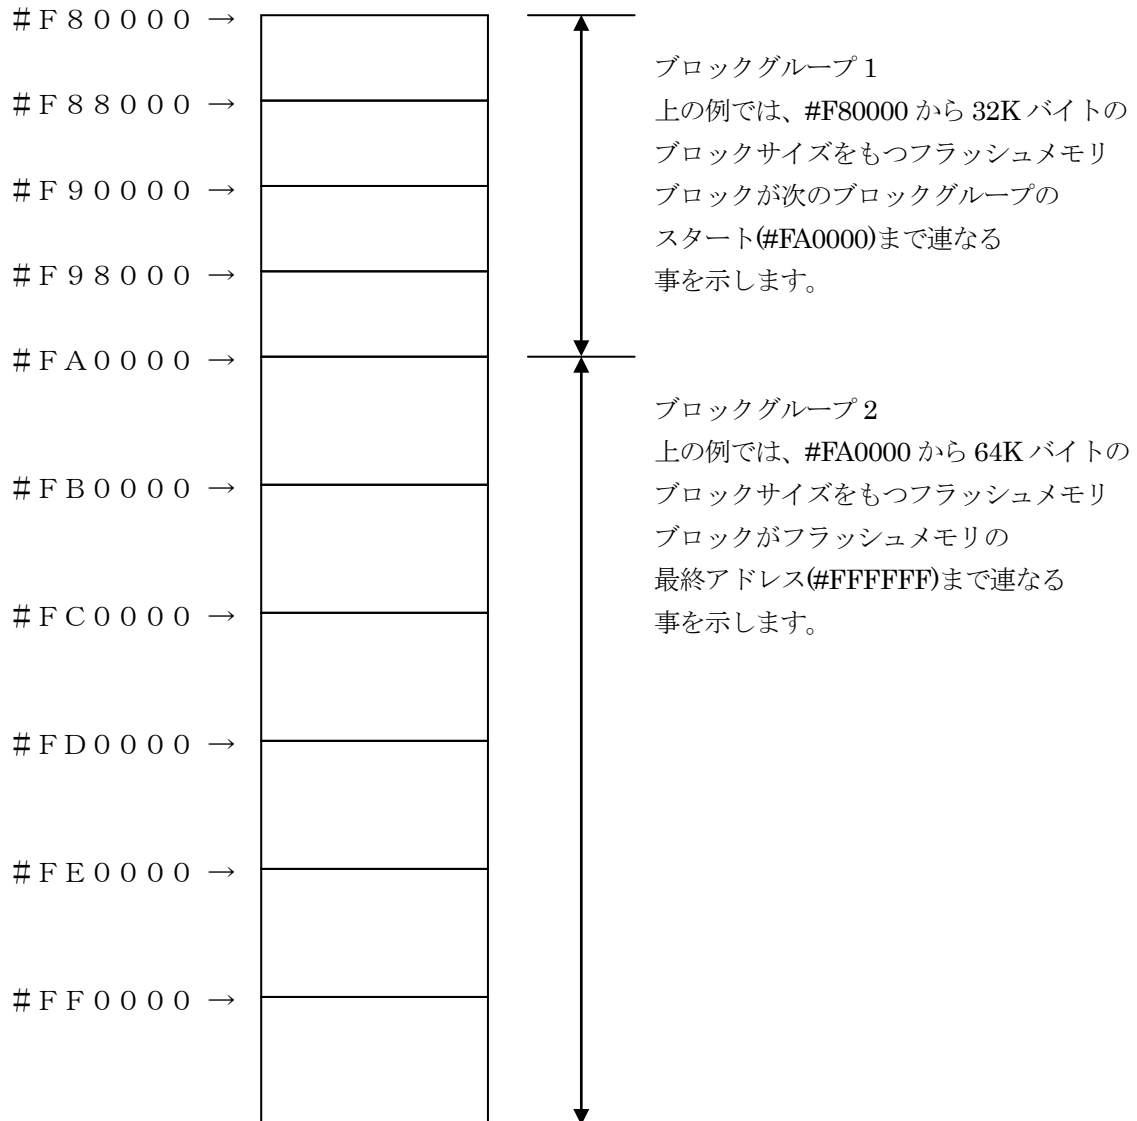 ＃Ｆ８００００ →
ブロックグループ 1
上の例では、#F80000 から 32K バイトの
＃Ｆ８８０００ →
ブロックサイズをもつフラッシュメモリ
ブロックが次のブロックグループの
＃Ｆ９００００ →
スタート(#FA0000)まで連なる
事を示します。
＃Ｆ９８０００ →
＃ＦＡ００００ →
ブロックグループ 2
上の例では、#FA0000 から 64K バイトの
ブロックサイズをもつフラッシュメモリ
＃ＦＢ００００ →
ブロックがフラッシュメモリの
最終アドレス(#FFFFFF)まで連なる
事を示します。
＃ＦＣ００００ →
＃ＦＤ００００ →
＃ＦＥ００００ →
＃ＦＦ００００ →